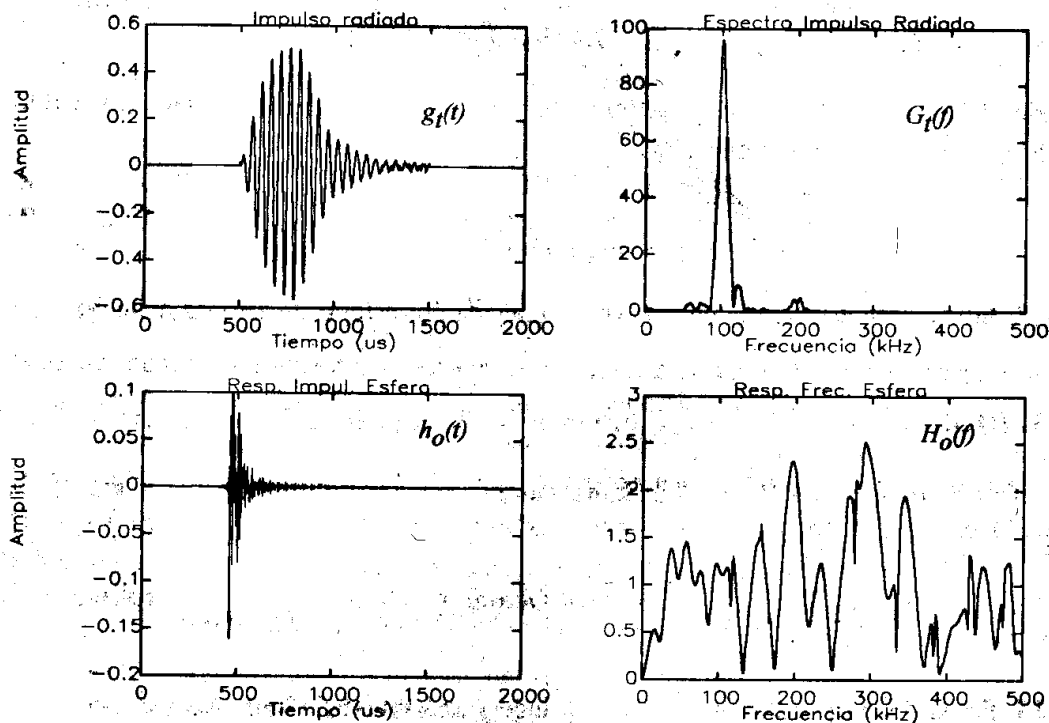 Impulso radiado
0.6
0.4
0.2
0
−0.2
−0.4
−0.6
Amplitud
g_t(t)
0 500 1000 1500 2000
Tiempo (us)
Espectro Impulso Radiado
100
80
60
40
20
0
G_t(f)
0 100 200 300 400 500
Frecuencia (kHz)
Resp. Impul. Esfera
0.1
0.05
0
−0.05
−0.1
−0.15
−0.2
Amplitud
h_o(t)
0 500 1000 1500 2000
Tiempo (us)
Resp. Frec. Esfera
3
2.5
2
1.5
1
0.5
0
H_o(f)
0 100 200 300 400 500
Frecuencia (kHz)